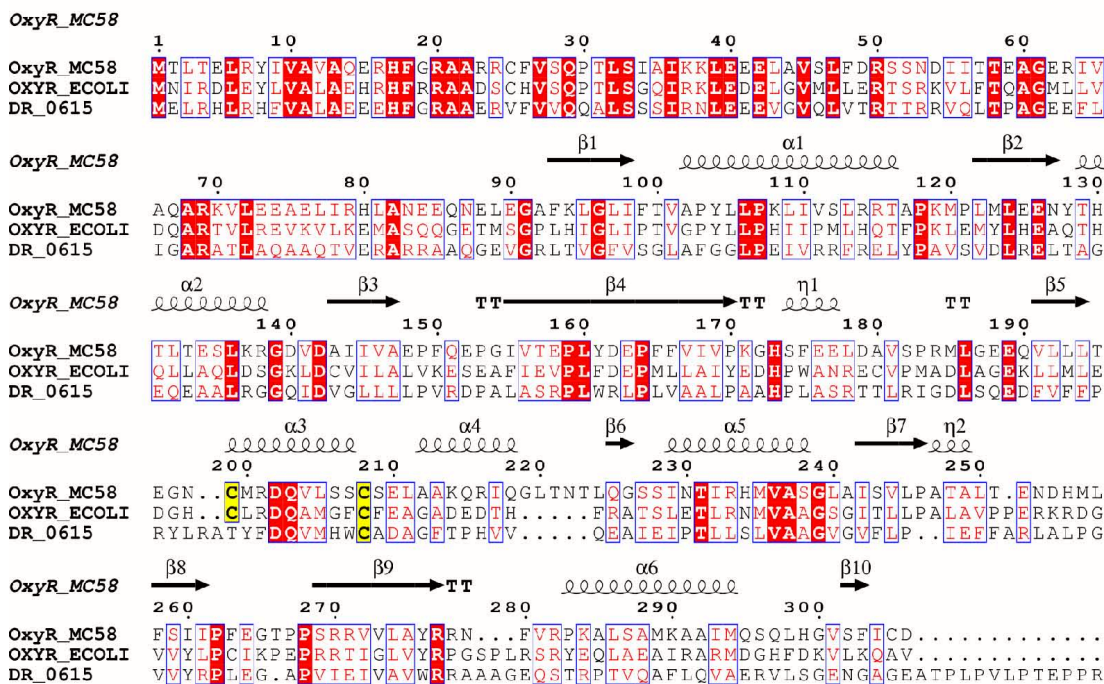 OxyR_MC58
1 10 20 30 40 50 60
OxyR_MC58 MTLTELRYIVAVAQERHFGRAARRCFVSQPTLSIAIKKLEEELAVSLFDRSSNDIITTEAGERIV
OXYR_ECOLI MNIRDLEYLVALAEHRHFRRAADSCHVSQPTLSGQIRKLEDELGVMLLERTSRKVLFTQAGMLLV
DR_0615 MELRHLRHFVALAEEEHFGRAAERVFVVQQALSSSIRNLEEEVGVQLVTRTTRRVQLTPAGEEFL
OxyR_MC58 β1 α1 β2
70 80 90 100 110 120 130
OxyR_MC58 AQARKVLEEAELIRHLANEEQNELEGAFKLGLIFTVAPYLLPKLIVSLRRTAPKMPLMLEENYTH
OXYR_ECOLI DQARTVLREVKVLKEMASQQGETMSGPLHIGLIPTVGPYLLPHIIPMLHQTFPKLEMYLHEAQTH
DR_0615 IGARATLAQAAQTVERARRAAQGEVGRLTVGFVSGLAFGGLPEIVRRFRELYPAVSVDLRELTAG
OxyR_MC58 α2 β3 TT β4 TT η1 TT β5
140 150 160 170 180 190
OxyR_MC58 TLTESLKRGDVDAIIVAEPFQEPGIVTEPLYDEPFFVIVPKGHSFEELDAVSPRMLGEEQVLLLT
OXYR_ECOLI QLLAQLDSGKLDCVILALVKESEAFIEVPLFDEPMLLAIYEDHPWANRECVPMADLAGEKLLMLE
DR_0615 EQEAALRGGQIDVGLLLLPVRDPALASRPLWRLPLVAALPAAHPLASRTTLRIGDLSQEDFVFFP
OxyR_MC58 α3 α4 β6 α5 β7 η2
200 210 220 230 240 250
OxyR_MC58 EGN..CMRDQVLSSCSELAAKQRIQGLTNTLQGSSINTIRHMVASGLAISVLPATALT.ENDHML
OXYR_ECOLI DGH..CLRDQAMGFCFEAGADEDTH.....FRATSLETLRNMVAAGSGITLLPALAVPPERKRDG
DR_0615 RYLRATYFDQVMHWCADAGFTPHVV.....QEAIEIPTLLSLVAAGVGVFLP..IEFFARLALPG
OxyR_MC58 β8 β9 TT α6 β10
260 270 280 290 300
OxyR_MC58 FSIIPFEGTPPSRRVVLAYRRN...FVRPKALSAMKAAIMQSQLHGVSFICD.............
OXYR_ECOLI VVYLPCIKPEPRRTIGLVYRPGSPLRSRYEQLAEAIRARMDGHFDKVLKQAV.............
DR_0615 VVYRPLEG.APVIEIVAVWRRAAAGEQSTRPTVQAFLQVAERVLSGENGAGEATPLPVLPTEPPR